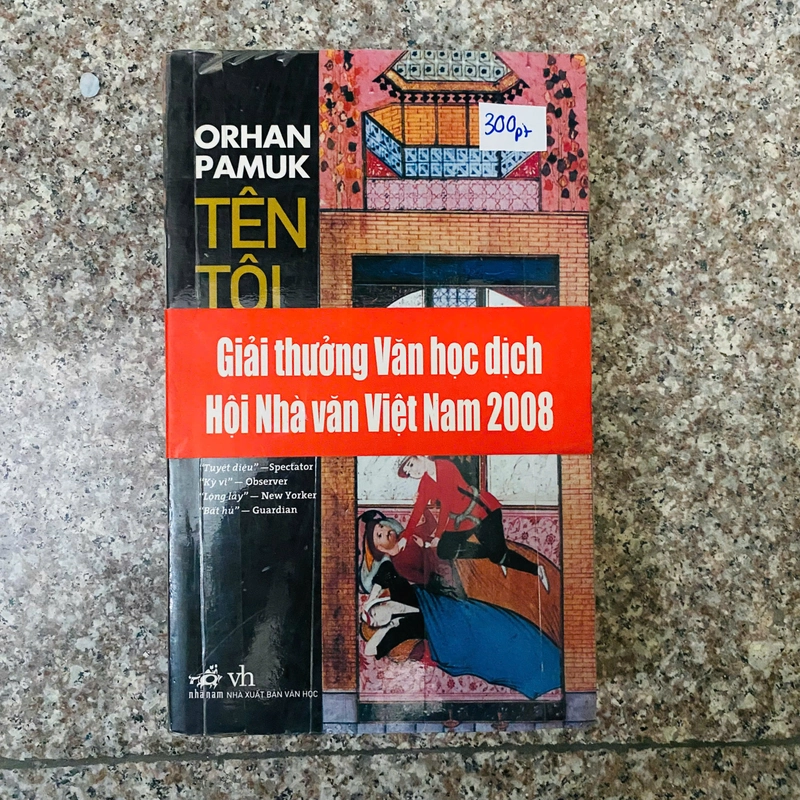 300pt
ORHAN
PAMUK
TÊN
TÔI
Giải thưởng Văn học dịch
Hội Nhà văn Việt Nam 2008
"Tuyệt diệu" — Spectator
"Kỳ vĩ" — Observer
"Lộng lẫy" — New Yorker
"Bất hủ" — Guardian
vh
nhã nam NHÀ XUẤT BẢN VĂN HỌC